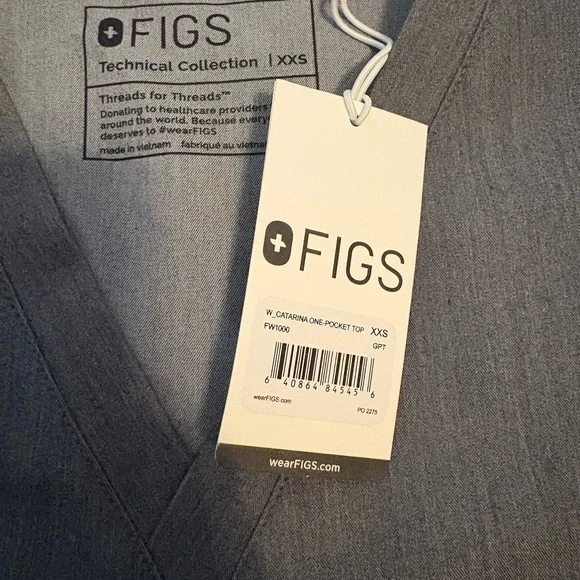 FIGS
Technical Collection | XXS
Threads for Threads™
Donating to healthcare providers
around the world. Because
deserves to #wearFIGS
made in vietnam fabriqué au
FIGS
W_CATARINA ONE-POCKET TOP XXS
FW1000
GPT
6 40864 84545 6
wearFIGS.com PO 2275
wearFIGS.com